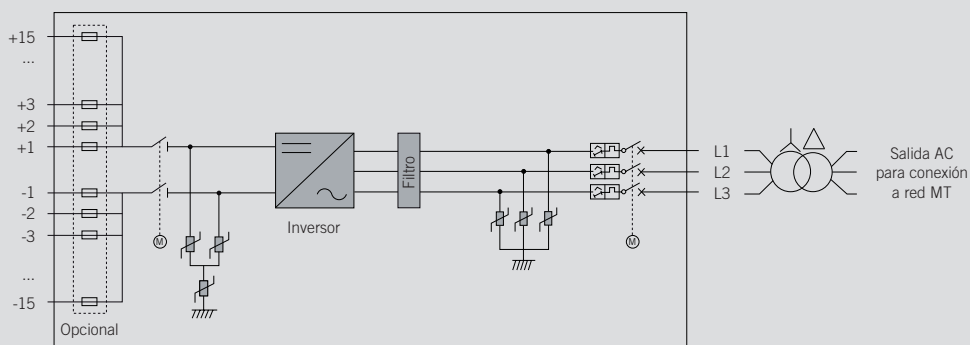 +15
...
+3
+2
+1
-1
-2
-3
...
-15
Opcional
M
Inversor
Filtro
M
L1
L2
L3
Salida AC
para conexión
a red MT